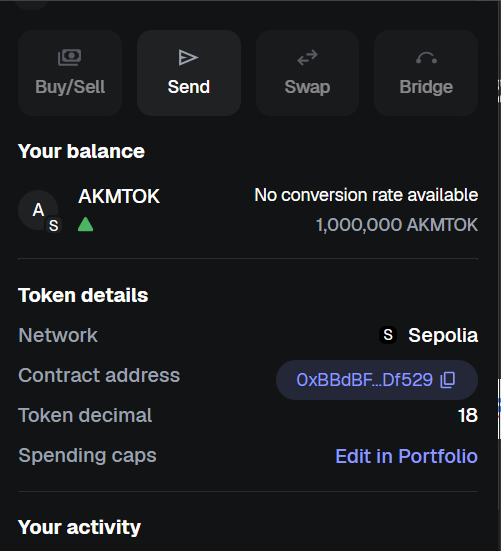 Buy/Sell
Send
Swap
Bridge
Your balance
A
S
AKMTOK
No conversion rate available
1,000,000 AKMTOK
Token details
Network
S Sepolia
Contract address
0xBBdBF...Df529
Token decimal
18
Spending caps
Edit in Portfolio
Your activity